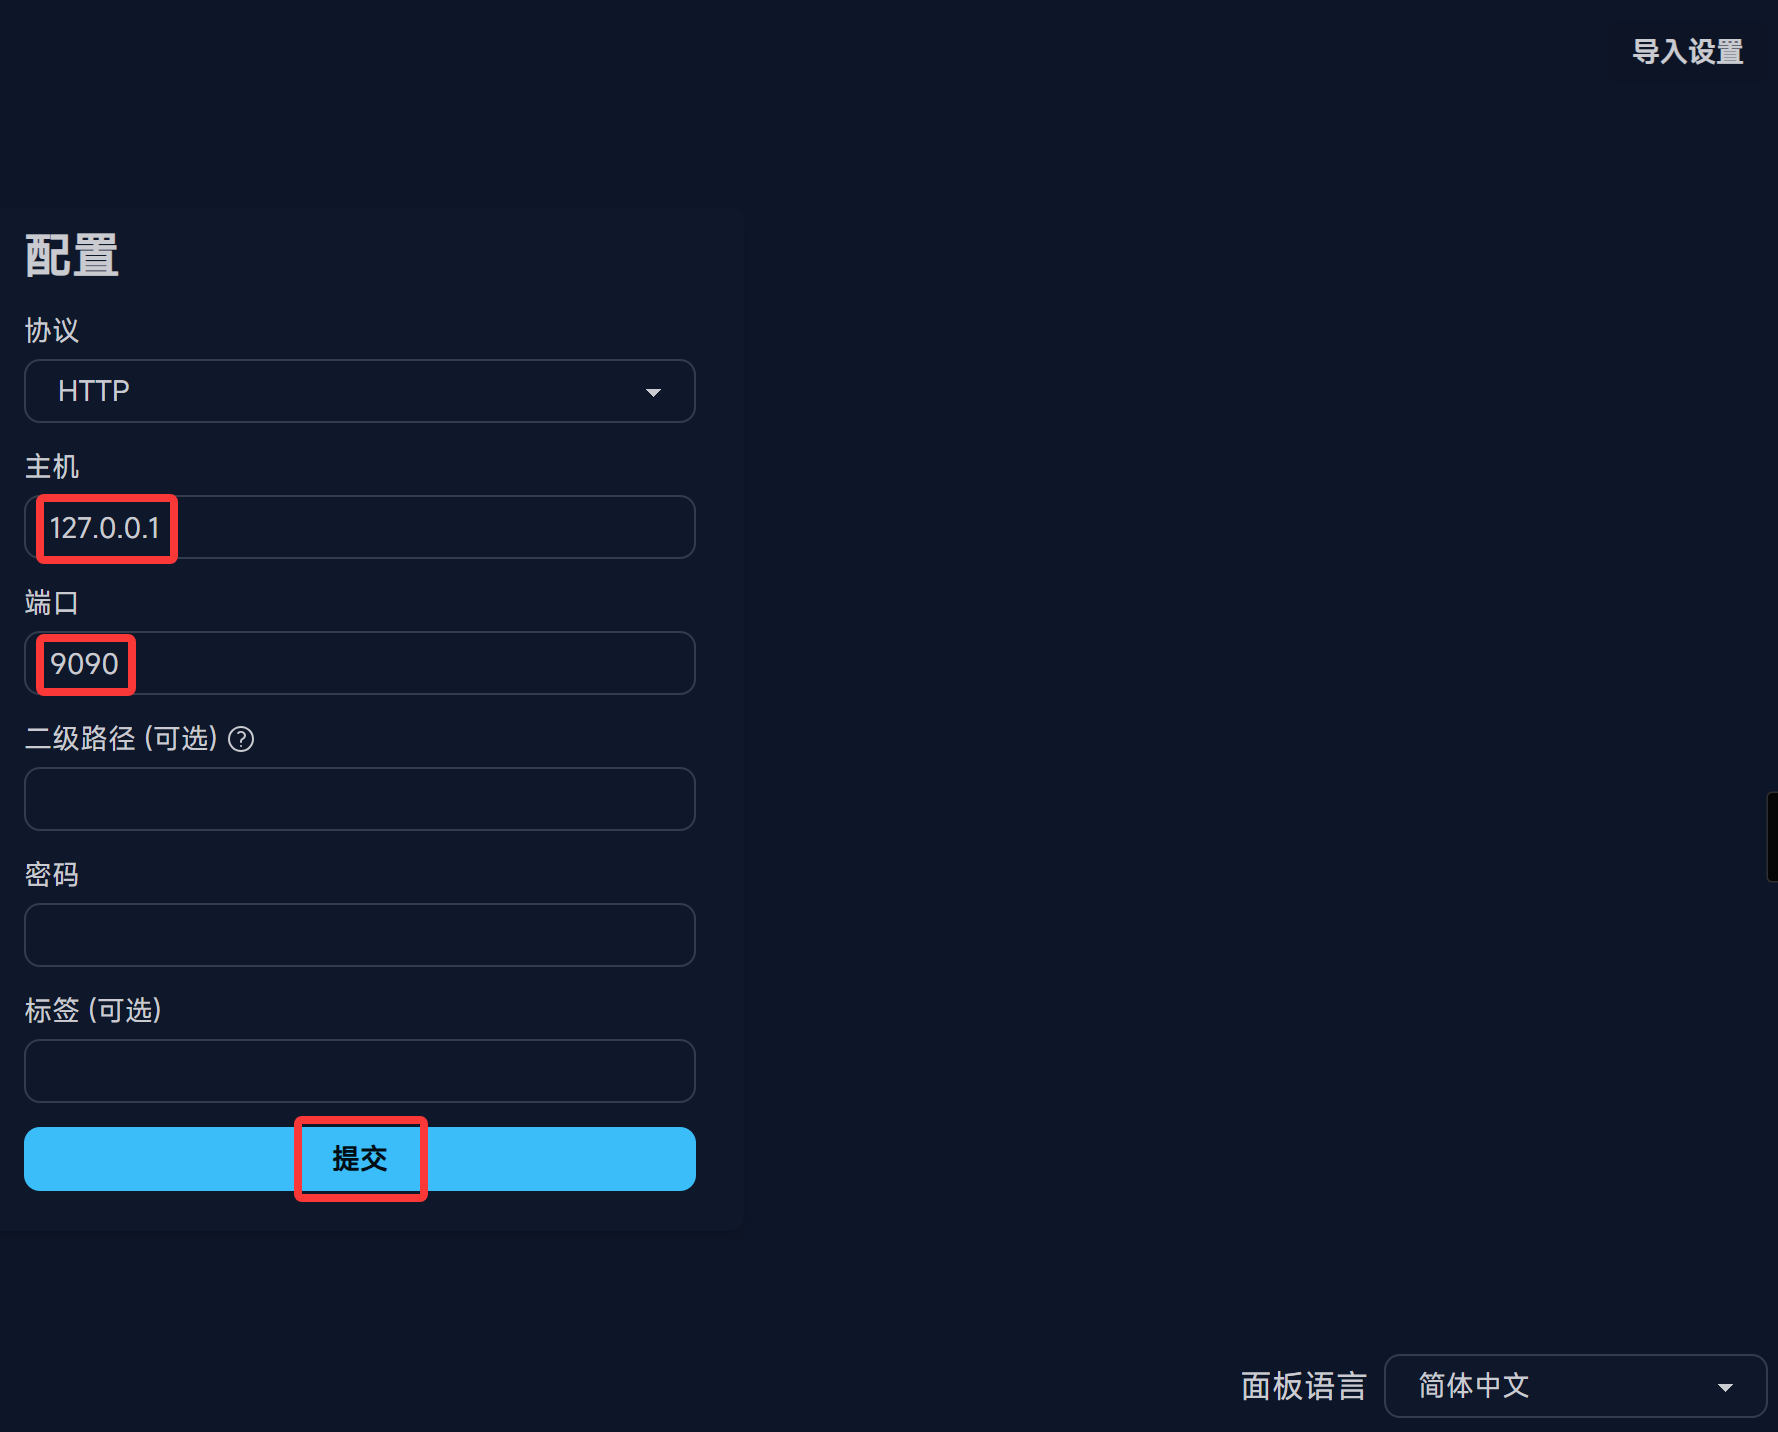 导入设置
配置
协议
HTTP
主机
127.0.0.1
端口
9090
二级路径 (可选) ?
密码
标签 (可选)
提交
面板语言 简体中文